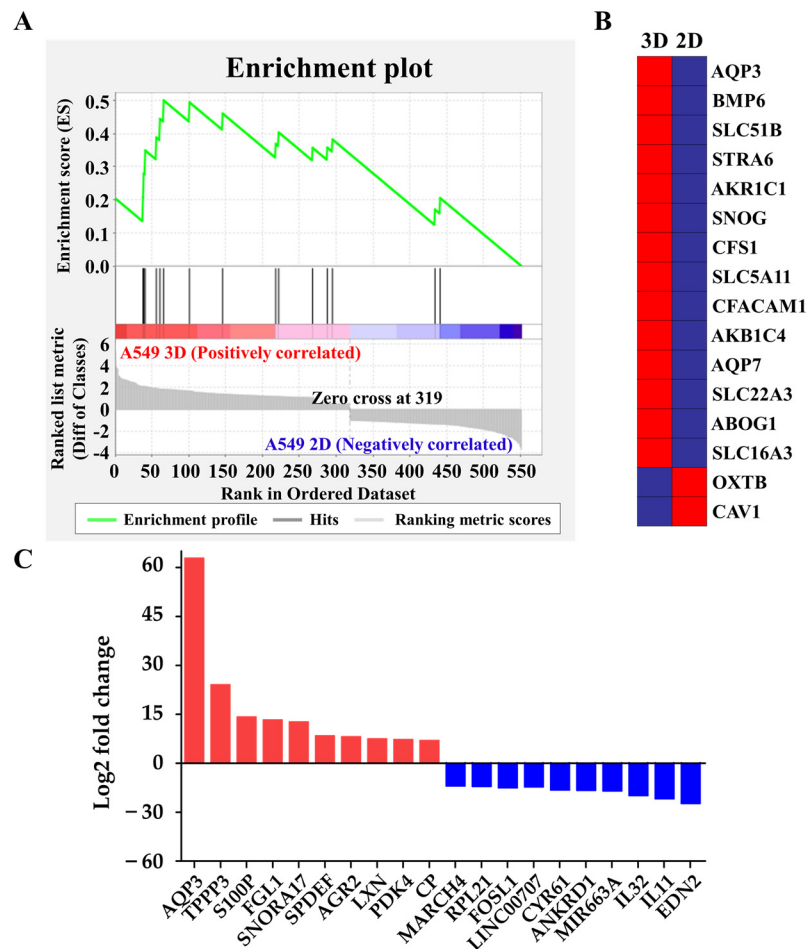 A
Enrichment plot
Enrichment score (ES)
0.5
0.4
0.3
0.2
0.1
0.0
Ranked list metric
(Diff of Classes)
6
4
2
0
−2
−4
A549 3D (Positively correlated)
Zero cross at 319
A549 2D (Negatively correlated)
0 50 100 150 200 250 300 350 400 450 500 550
Rank in Ordered Dataset
Enrichment profile Hits Ranking metric scores
B
3D 2D
AQP3
BMP6
SLC51B
STRA6
AKR1C1
SNOG
CFS1
SLC5A11
CFACAM1
AKB1C4
AQP7
SLC22A3
ABOG1
SLC16A3
OXTB
CAV1
C
Log2 fold change
60
45
30
15
0
−30
−60
AQP3
TPPP3
S100P
FGL1
SNORA17
SPDEF
AGR2
LXN
PDK4
CP
MARCH4
RPL21
FOSL1
LINC00707
CYR61
ANKRD1
MIR663A
IL32
IL11
EDN2